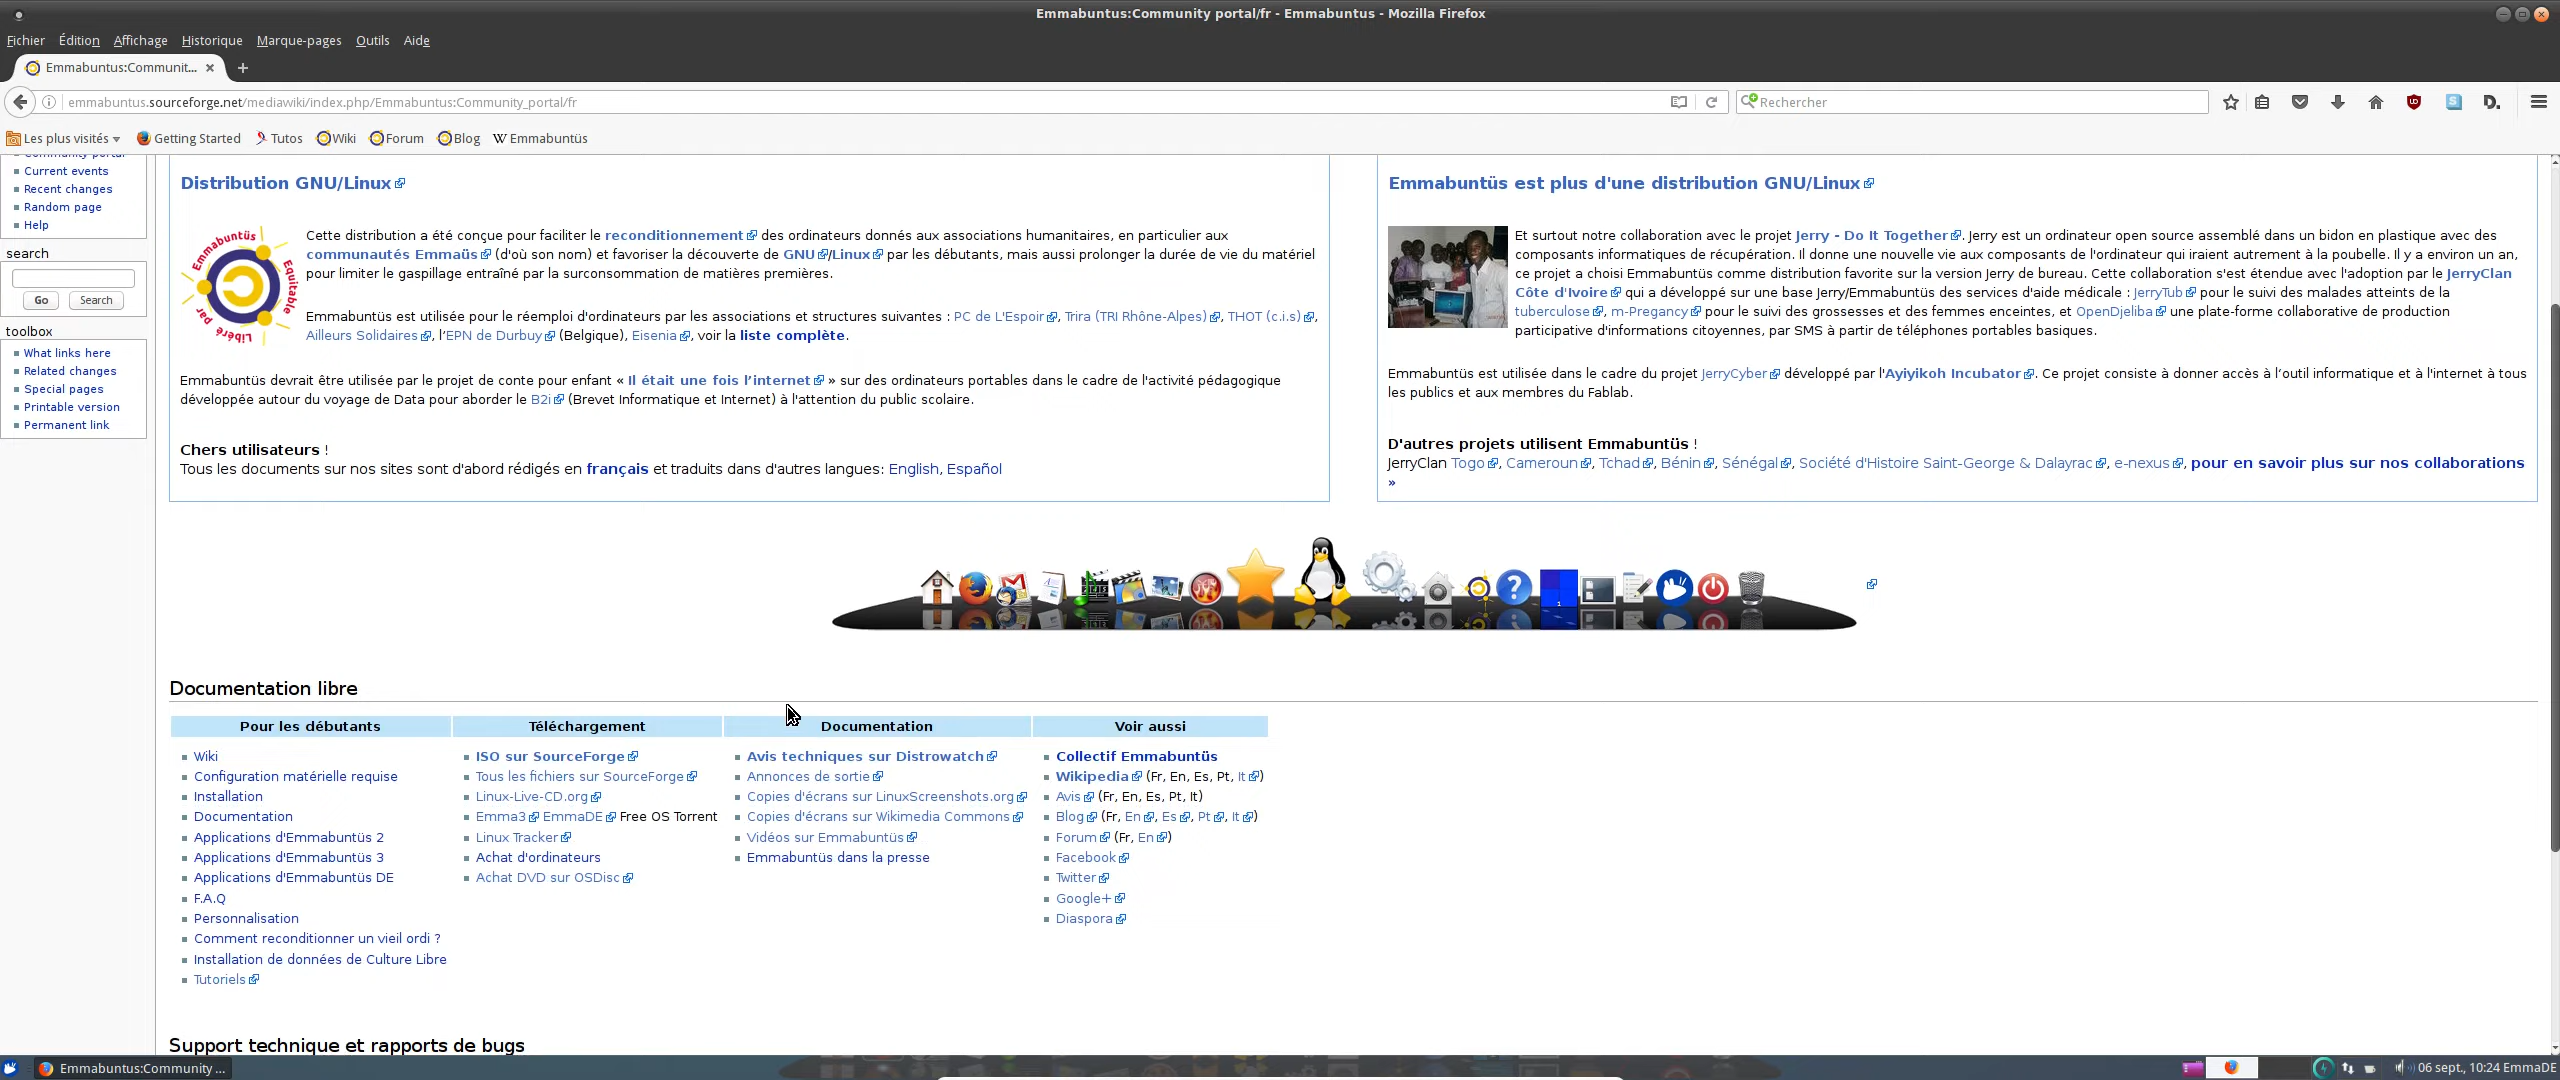 Emmabuntus:Community portal/fr - Emmabuntus - Mozilla Firefox
Fichier Édition Affichage Historique Marque-pages Outils Aide
Emmabuntus:Communit...
emmabuntus.sourceforge.net/mediawiki/index.php/Emmabuntus:Community_portal/fr
Rechercher
Les plus visités Getting Started Tutos Wiki Forum Blog Emmabuntüs
Community portal
Current events
Recent changes
Random page
Help
search
Go Search
toolbox
What links here
Related changes
Special pages
Printable version
Permanent link
Distribution GNU/Linux
Emmabuntüs Equitable Libéré par
Cette distribution a été conçue pour faciliter le reconditionnement des ordinateurs donnés aux associations humanitaires, en particulier aux
communautés Emmaüs (d'où son nom) et favoriser la découverte de GNU/Linux par les débutants, mais aussi prolonger la durée de vie du matériel
pour limiter le gaspillage entraîné par la surconsommation de matières premières.
Emmabuntüs est utilisée pour le réemploi d'ordinateurs par les associations et structures suivantes : PC de L'Espoir, Trira (TRI Rhône-Alpes), THOT (c.i.s),
Ailleurs Solidaires, l'EPN de Durbuy (Belgique), Eisenia, voir la liste complète.
Emmabuntüs devrait être utilisée par le projet de conte pour enfant « Il était une fois l'internet » sur des ordinateurs portables dans le cadre de l'activité pédagogique
développée autour du voyage de Data pour aborder le B2i (Brevet Informatique et Internet) à l'attention du public scolaire.
Chers utilisateurs !
Tous les documents sur nos sites sont d'abord rédigés en français et traduits dans d'autres langues: English, Español
Emmabuntüs est plus d'une distribution GNU/Linux
Et surtout notre collaboration avec le projet Jerry - Do It Together. Jerry est un ordinateur open source assemblé dans un bidon en plastique avec des
composants informatiques de récupération. Il donne une nouvelle vie aux composants de l'ordinateur qui iraient autrement à la poubelle. Il y a environ un an,
ce projet a choisi Emmabuntüs comme distribution favorite sur la version Jerry de bureau. Cette collaboration s'est étendue avec l'adoption par le JerryClan
Côte d'Ivoire qui a développé sur une base Jerry/Emmabuntüs des services d'aide médicale : JerryTub pour le suivi des malades atteints de la
tuberculose, m-Pregancy pour le suivi des grossesses et des femmes enceintes, et OpenDjeliba une plate-forme collaborative de production
participative d'informations citoyennes, par SMS à partir de téléphones portables basiques.
Emmabuntüs est utilisée dans le cadre du projet JerryCyber développé par l'Ayiyikoh Incubator. Ce projet consiste à donner accès à l'outil informatique et à l'internet à tous
les publics et aux membres du Fablab.
D'autres projets utilisent Emmabuntüs !
JerryClan Togo, Cameroun, Tchad, Bénin, Sénégal, Société d'Histoire Saint-George & Dalayrac, e-nexus, pour en savoir plus sur nos collaborations
»
1
Documentation libre
Pour les débutants
Wiki
Configuration matérielle requise
Installation
Documentation
Applications d'Emmabuntüs 2
Applications d'Emmabuntüs 3
Applications d'Emmabuntüs DE
F.A.Q
Personnalisation
Comment reconditionner un vieil ordi ?
Installation de données de Culture Libre
Tutoriels
Téléchargement
ISO sur SourceForge
Tous les fichiers sur SourceForge
Linux-Live-CD.org
Emma3 EmmaDE Free OS Torrent
Linux Tracker
Achat d'ordinateurs
Achat DVD sur OSDisc
Documentation
Avis techniques sur Distrowatch
Annonces de sortie
Copies d'écrans sur LinuxScreenshots.org
Copies d'écrans sur Wikimedia Commons
Vidéos sur Emmabuntüs
Emmabuntüs dans la presse
Voir aussi
Collectif Emmabuntüs
Wikipedia (Fr, En, Es, Pt, It)
Avis (Fr, En, Es, Pt, It)
Blog (Fr, En, Es, Pt, It)
Forum (Fr, En)
Facebook
Twitter
Google+
Diaspora
Support technique et rapports de bugs
Emmabuntus:Community ...
06 sept., 10:24 EmmaDE